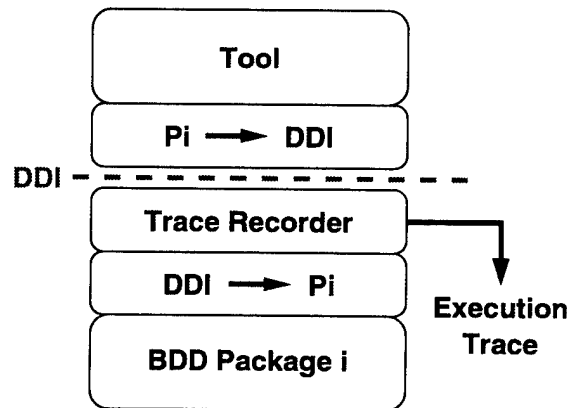 Tool
Pi → DDI
DDI
Trace Recorder
DDI → Pi
Execution
Trace
BDD Package i